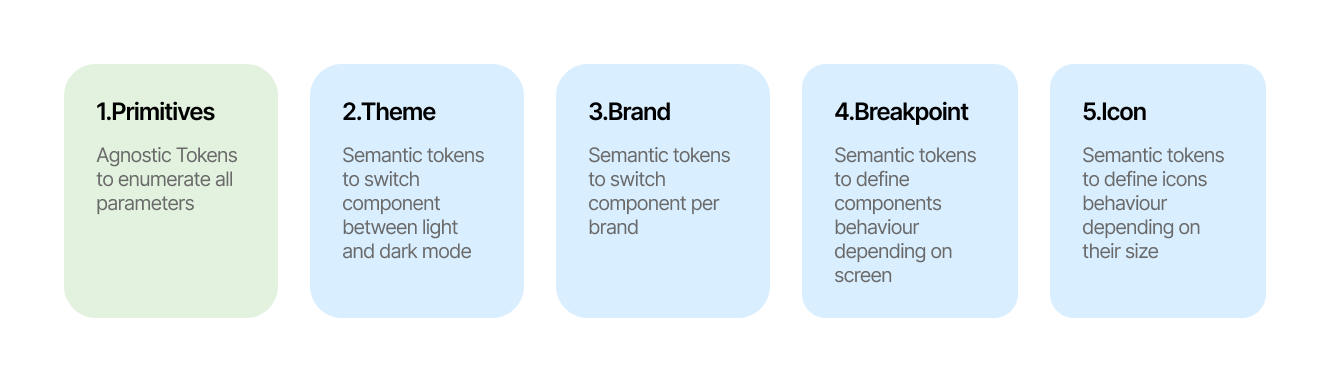 1.Primitives
Agnostic Tokens
to enumerate all
parameters
2.Theme
Semantic tokens
to switch
component
between light
and dark mode
3.Brand
Semantic tokens
to switch
component per
brand
4.Breakpoint
Semantic tokens
to define
components
behaviour
depending on
screen
5.Icon
Semantic tokens
to define icons
behaviour
depending on
their size